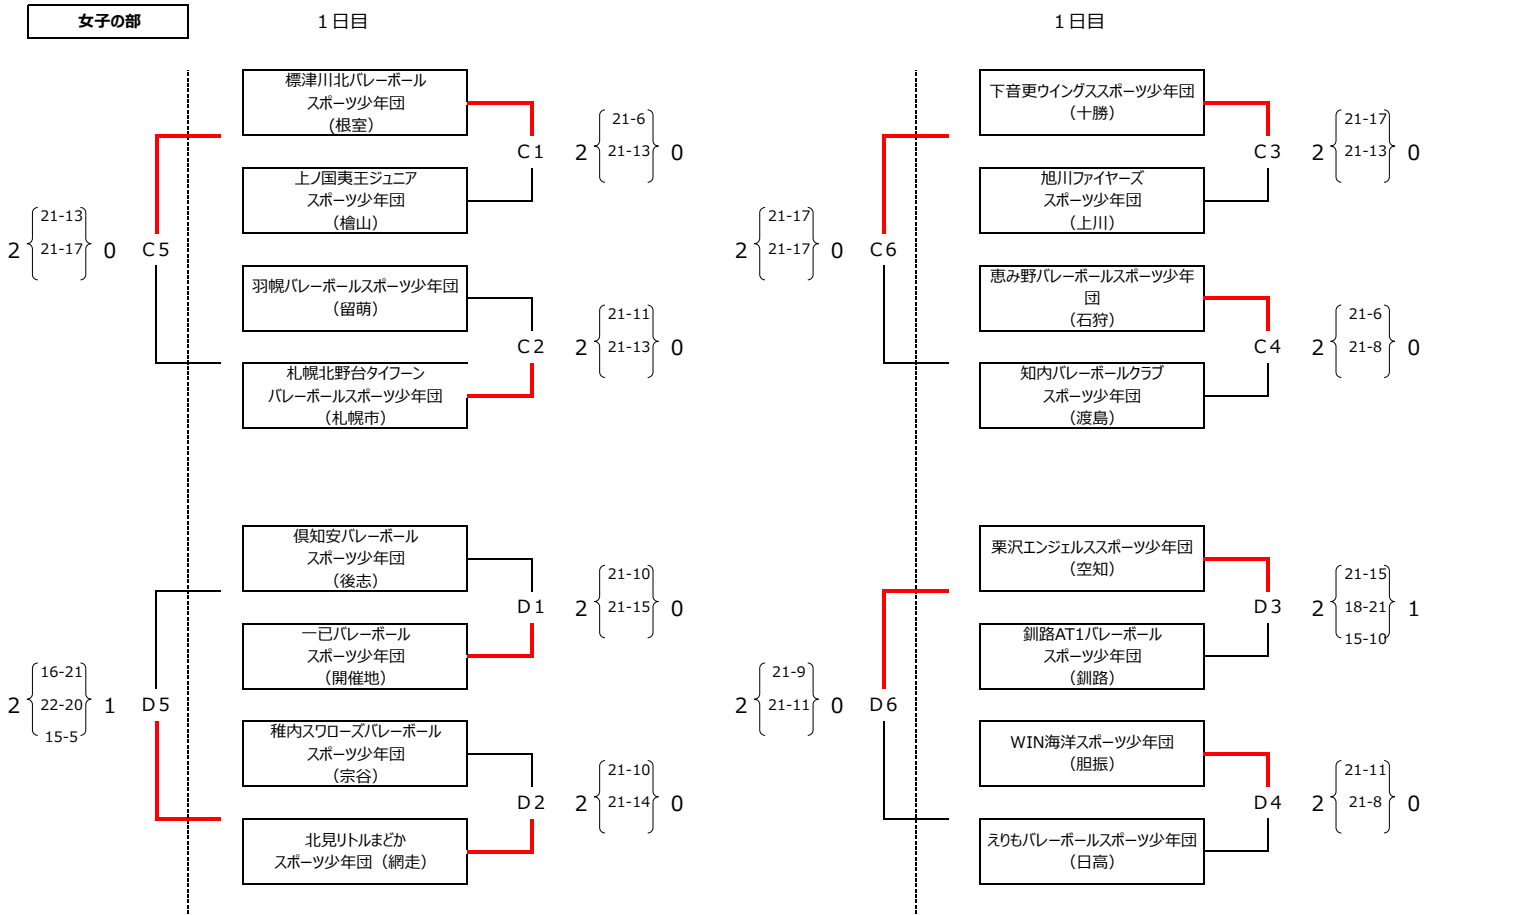 女子の部
１日目
１日目
標津川北バレーボール
スポーツ少年団
(根室）
C１
2
21-6
21-13
0
上ノ国夷王ジュニア
スポーツ少年団
（檜山）
2
21-13
21-17
0
C５
羽幌バレーボールスポーツ少年団
（留萌）
C２
2
21-11
21-13
0
札幌北野台タイフーン
バレーボールスポーツ少年団
（札幌市）
下音更ウイングススポーツ少年団
（十勝）
C３
2
21-17
21-13
0
旭川ファイヤーズ
スポーツ少年団
（上川）
2
21-17
21-17
0
C６
恵み野バレーボールスポーツ少年
団
（石狩）
C４
2
21-6
21-8
0
知内バレーボールクラブ
スポーツ少年団
（渡島）
倶知安バレーボール
スポーツ少年団
（後志）
D１
2
21-10
21-15
0
一已バレーボール
スポーツ少年団
（開催地）
2
16-21
22-20
15-5
1
D５
稚内スワローズバレーボール
スポーツ少年団
（宗谷）
D２
2
21-10
21-14
0
北見リトルまどか
スポーツ少年団（網走）
栗沢エンジェルススポーツ少年団
（空知）
D３
2
21-15
18-21
15-10
1
釧路AT1バレーボール
スポーツ少年団
（釧路）
2
21-9
21-11
0
D６
WIN海洋スポーツ少年団
（胆振）
D４
2
21-11
21-8
0
えりもバレーボールスポーツ少年団
（日高）